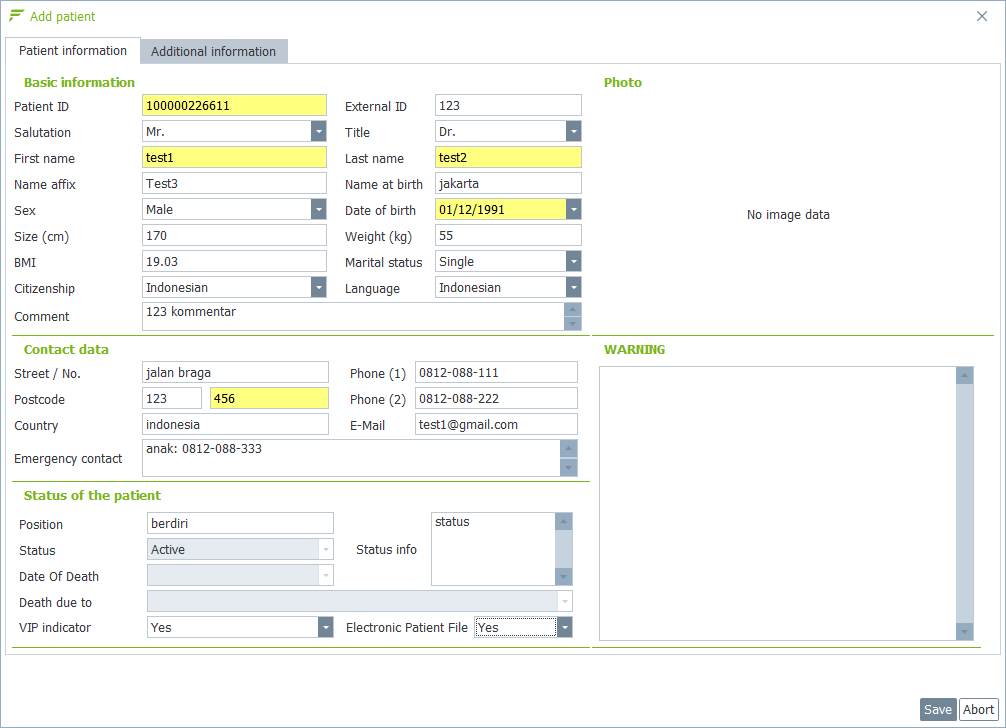 Add patient
Patient information Additional information
Basic information
Patient ID 100000226611 External ID 123
Salutation Mr. Title Dr.
First name test1 Last name test2
Name affix Test3 Name at birth jakarta
Sex Male Date of birth 01/12/1991
Size (cm) 170 Weight (kg) 55
BMI 19.03 Marital status Single
Citizenship Indonesian Language Indonesian
Comment 123 kommentar
Photo
No image data
Contact data
Street / No. jalan braga Phone (1) 0812-088-111
Postcode 123 456 Phone (2) 0812-088-222
Country indonesia E-Mail test1@gmail.com
Emergency contact anak: 0812-088-333
WARNING
Status of the patient
Position berdiri
Status Active Status info status
Date Of Death
Death due to
VIP indicator Yes Electronic Patient File Yes
Save Abort